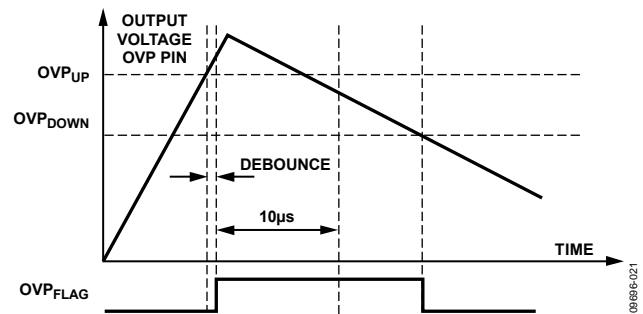 OUTPUT
VOLTAGE
OVP PIN
OVPUP
OVPDOWN
DEBOUNCE
10µs
TIME
OVPFLAG
09696-021